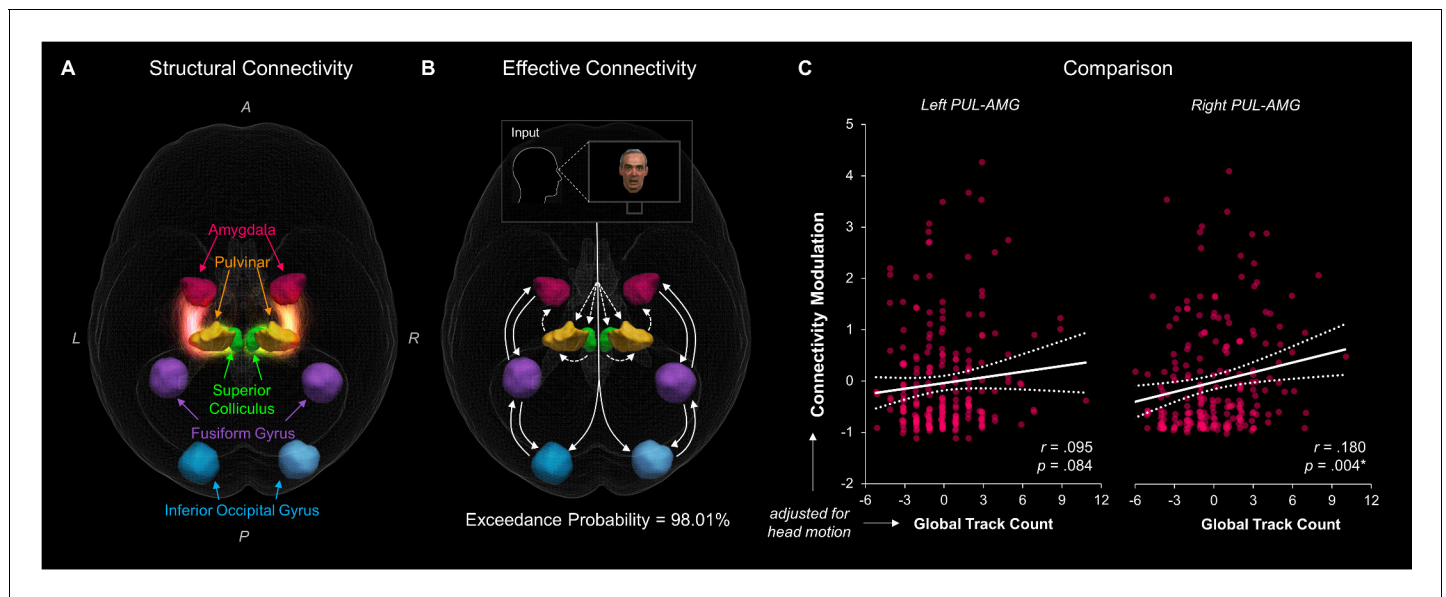 A Structural Connectivity
A
L
Amygdala
Pulvinar
Superior
Colliculus
Fusiform Gyrus
Inferior Occipital Gyrus
P
B Effective Connectivity
Input
R
Exceedance Probability = 98.01%
C Comparison
Left PUL-AMG
Right PUL-AMG
Connectivity Modulation
5
4
3
2
1
0
-1
-2
r = .095
p = .084
r = .180
p = .004*
-6 -3 0 3 6 9 12
-6 -3 0 3 6 9 12
adjusted for
head motion
Global Track Count
Global Track Count